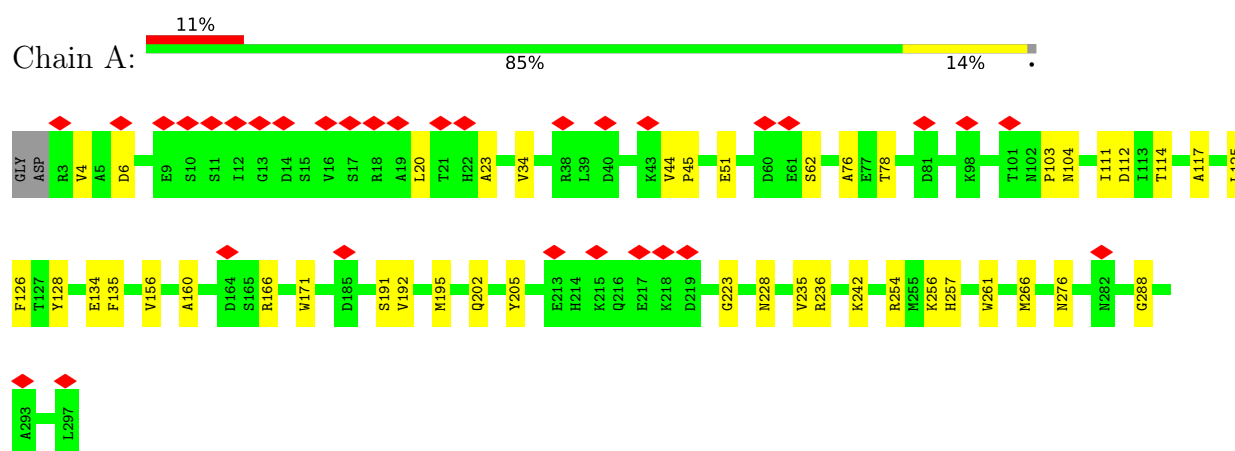 11%
Chain A:
85% 14% •
GLY ASP R3 V4 A5 D6 E9 S10 S11 I12 G13 D14 S15 V16 S17 R18 A19 L20 T21 H22 A23 V34 R38 L39 D40 K43 V44 P45 E51 D60 E61 S62 A76 E77 T78 D81 K98 T101 N102 P103 N104 I111 D112 I113 T114 A117
F126 T127 Y128 E134 F135 V156 A160 D164 S165 R166 W171 D185 S191 V192 M195 Q202 Y205 E213 H214 K215 Q216 E217 K218 D219 G223 N228 V235 R236 K242 R254 M255 K256 H257 W261 M266 N276 N282 G288
A293 L297